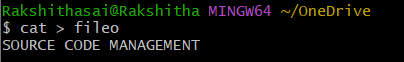 Rakshithasai@Rakshitha MINGW64 ~/OneDrive
$ cat > fileo
SOURCE CODE MANAGEMENT